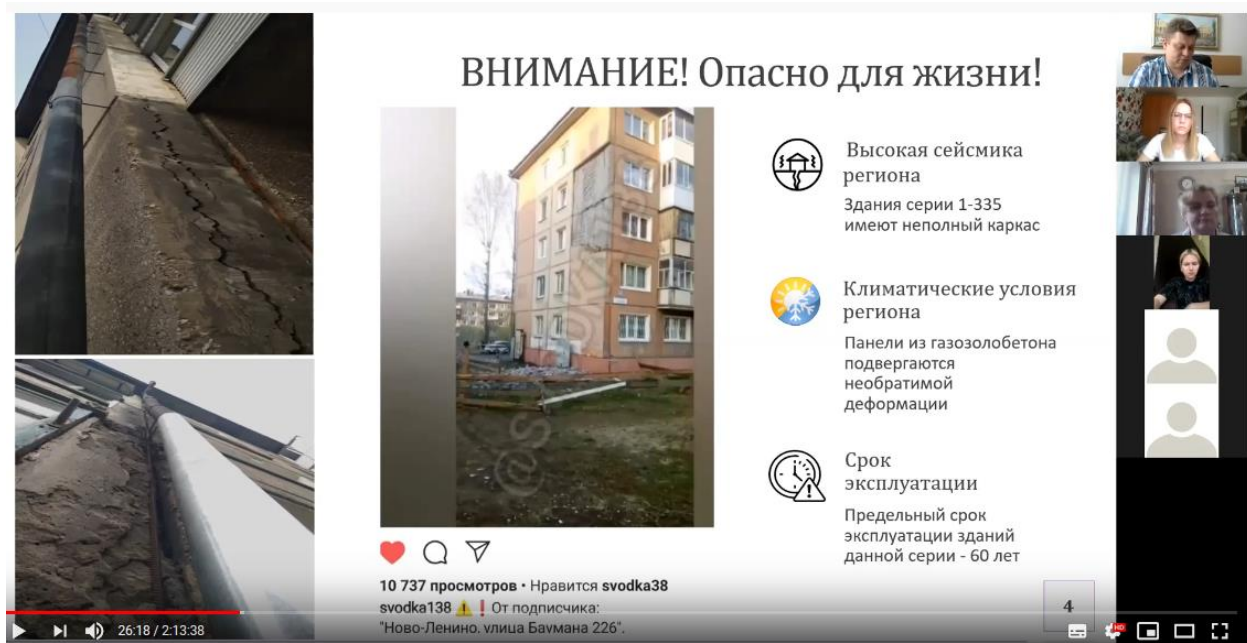 ВНИМАНИЕ! Опасно для жизни!
Высокая сейсмика
региона
Здания серии 1-335
имеют неполный каркас
Климатические условия
региона
Панели из газозолобетона
подвергаются
необратимой
деформации
Срок
эксплуатации
Предельный срок
эксплуатации зданий
данной серии - 60 лет
10 737 просмотров • Нравится svodka38
svodka138 ⚠️❗ От подписчика:
"Ново-Ленино. улица Баумана 226".
4
26:18 / 2:13:38
HD